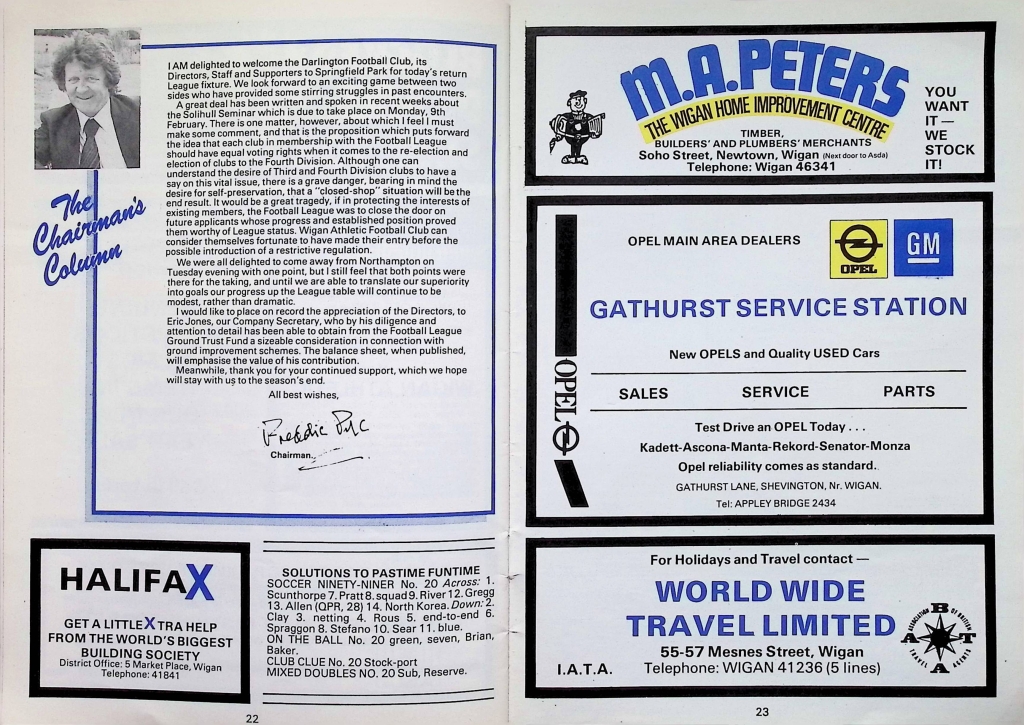 The
Chairman's
Column
I AM delighted to welcome the Darlington Football Club, its
Directors, Staff and Supporters to Springfield Park for today's return
League fixture. We look forward to an exciting game between two
sides who have provided some stirring struggles in past encounters.
A great deal has been written and spoken in recent weeks about
the Solihull Seminar which is due to take place on Monday, 9th
February. There is one matter, however, about which I feel I must
make some comment, and that is the proposition which puts forward
the idea that each club in membership with the Football League
should have equal voting rights when it comes to the re-election and
election of clubs to the Fourth Division. Although one can
understand the desire of Third and Fourth Division clubs to have a
say on this vital issue, there is a grave danger, bearing in mind the
desire for self-preservation, that a "closed-shop" situation will be the
end result. It would be a great tragedy, if in protecting the interests of
existing members, the Football League was to close the door on
future applicants whose progress and established position proved
them worthy of League status. Wigan Athletic Football Club can
consider themselves fortunate to have made their entry before the
possible introduction of a restrictive regulation.
We were all delighted to come away from Northampton on
Tuesday evening with one point, but I still feel that both points were
there for the taking, and until we are able to translate our superiority
into goals our progress up the League table will continue to be
modest, rather than dramatic.
I would like to place on record the appreciation of the Directors, to
Eric Jones, our Company Secretary, who by his diligence and
attention to detail has been able to obtain from the Football League
Ground Trust Fund a sizeable consideration in connection with
ground improvement schemes. The balance sheet, when published,
will emphasise the value of his contribution.
Meanwhile, thank you for your continued support, which we hope
will stay with us to the season's end.
All best wishes,
Freddie Pye
Chairman.
HALIFAX
GET A LITTLE X TRA HELP
FROM THE WORLD'S BIGGEST
BUILDING SOCIETY
District Office: 5 Market Place, Wigan
Telephone: 41841
SOLUTIONS TO PASTIME FUNTIME
SOCCER NINETY-NINER No. 20 Across: 1.
Scunthorpe 7. Pratt 8. squad 9. River 12. Gregg
13. Allen (QPR, 28) 14. North Korea. Down: 2.
Clay 3. netting 4. Rous 5. end-to-end 6.
Spraggon 8. Stefano 10. Sear 11. blue.
ON THE BALL No. 20 green, seven, Brian,
Baker.
CLUB CLUE No. 20 Stock-port
MIXED DOUBLES NO. 20 Sub, Reserve.
22
M.A.PETERS
THE WIGAN HOME IMPROVEMENT CENTRE
TIMBER,
BUILDERS' AND PLUMBERS' MERCHANTS
Soho Street, Newtown, Wigan (Next door to Asda)
Telephone: Wigan 46341
YOU
WANT
IT —
WE
STOCK
IT!
OPEL MAIN AREA DEALERS
OPEL
GM
GATHURST SERVICE STATION
New OPELS and Quality USED Cars
SALES SERVICE PARTS
OPEL
Test Drive an OPEL Today . . .
Kadett-Ascona-Manta-Rekord-Senator-Monza
Opel reliability comes as standard.
GATHURST LANE, SHEVINGTON, Nr. WIGAN.
Tel: APPLEY BRIDGE 2434
For Holidays and Travel contact —
WORLD WIDE
TRAVEL LIMITED
55-57 Mesnes Street, Wigan
I.A.T.A. Telephone: WIGAN 41236 (5 lines)
ABTA
ASSOCIATION OF BRITISH TRAVEL AGENTS
23